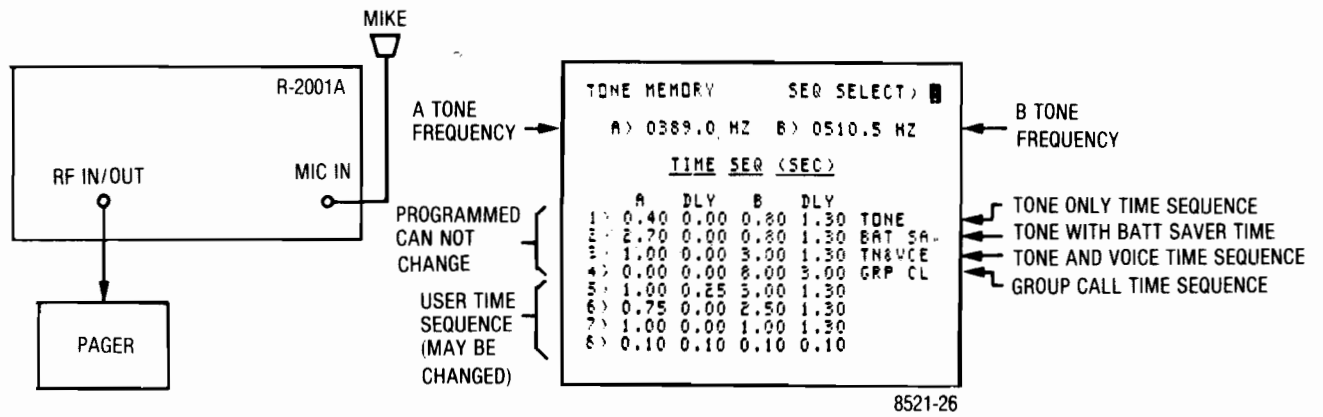 MIKE
R-2001A
RF IN/OUT
MIC IN
PAGER
A TONE
FREQUENCY
PROGRAMMED
CAN NOT
CHANGE
USER TIME
SEQUENCE
(MAY BE
CHANGED)
TONE MEMORY SEQ SELECT)
A) 0389.0 HZ B) 0510.5 HZ
TIME SEQ (SEC)
A DLY B DLY
1) 0.40 0.00 0.80 1.30 TONE
2) 2.70 0.00 0.80 1.30 BAT SA
3) 1.00 0.00 3.00 1.30 TN&VCE
4) 0.00 0.00 8.00 3.00 GRP CL
5) 1.00 0.25 3.00 1.30
6) 0.75 0.00 2.50 1.30
7) 1.00 0.00 1.00 1.30
8) 0.10 0.10 0.10 0.10
B TONE
FREQUENCY
TONE ONLY TIME SEQUENCE
TONE WITH BATT SAVER TIME
TONE AND VOICE TIME SEQUENCE
GROUP CALL TIME SEQUENCE
8521-26